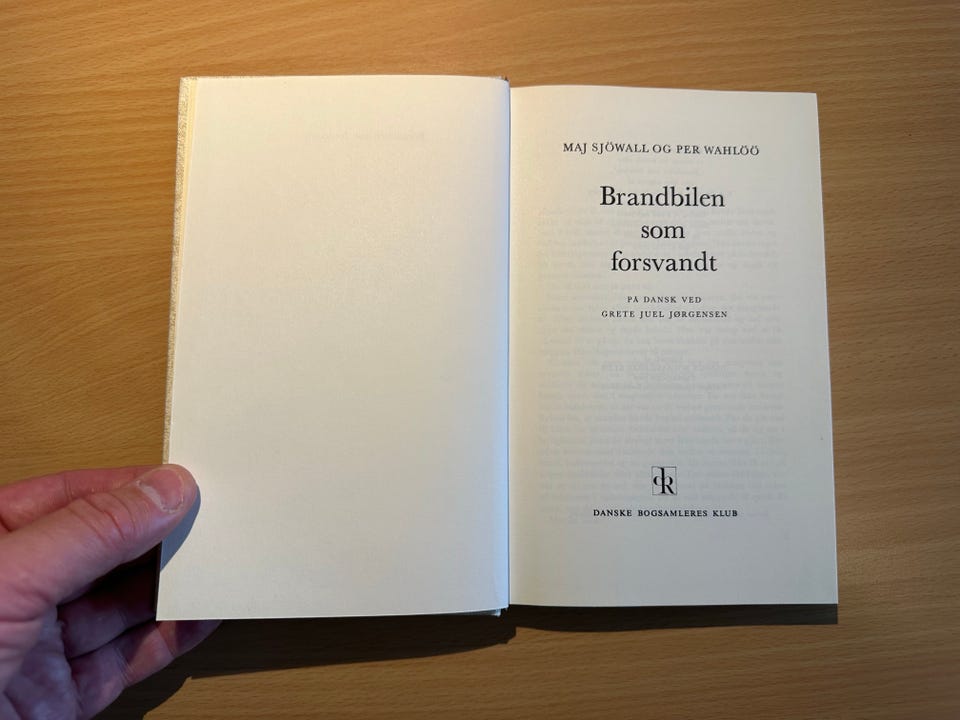 MAJ SJÖWALL OG PER WAHLÖÖ
Brandbilen
som
forsvandt
PÅ DANSK VED
GRETE JUEL JØRGENSEN
DANSKE BOGSAMLERES KLUB